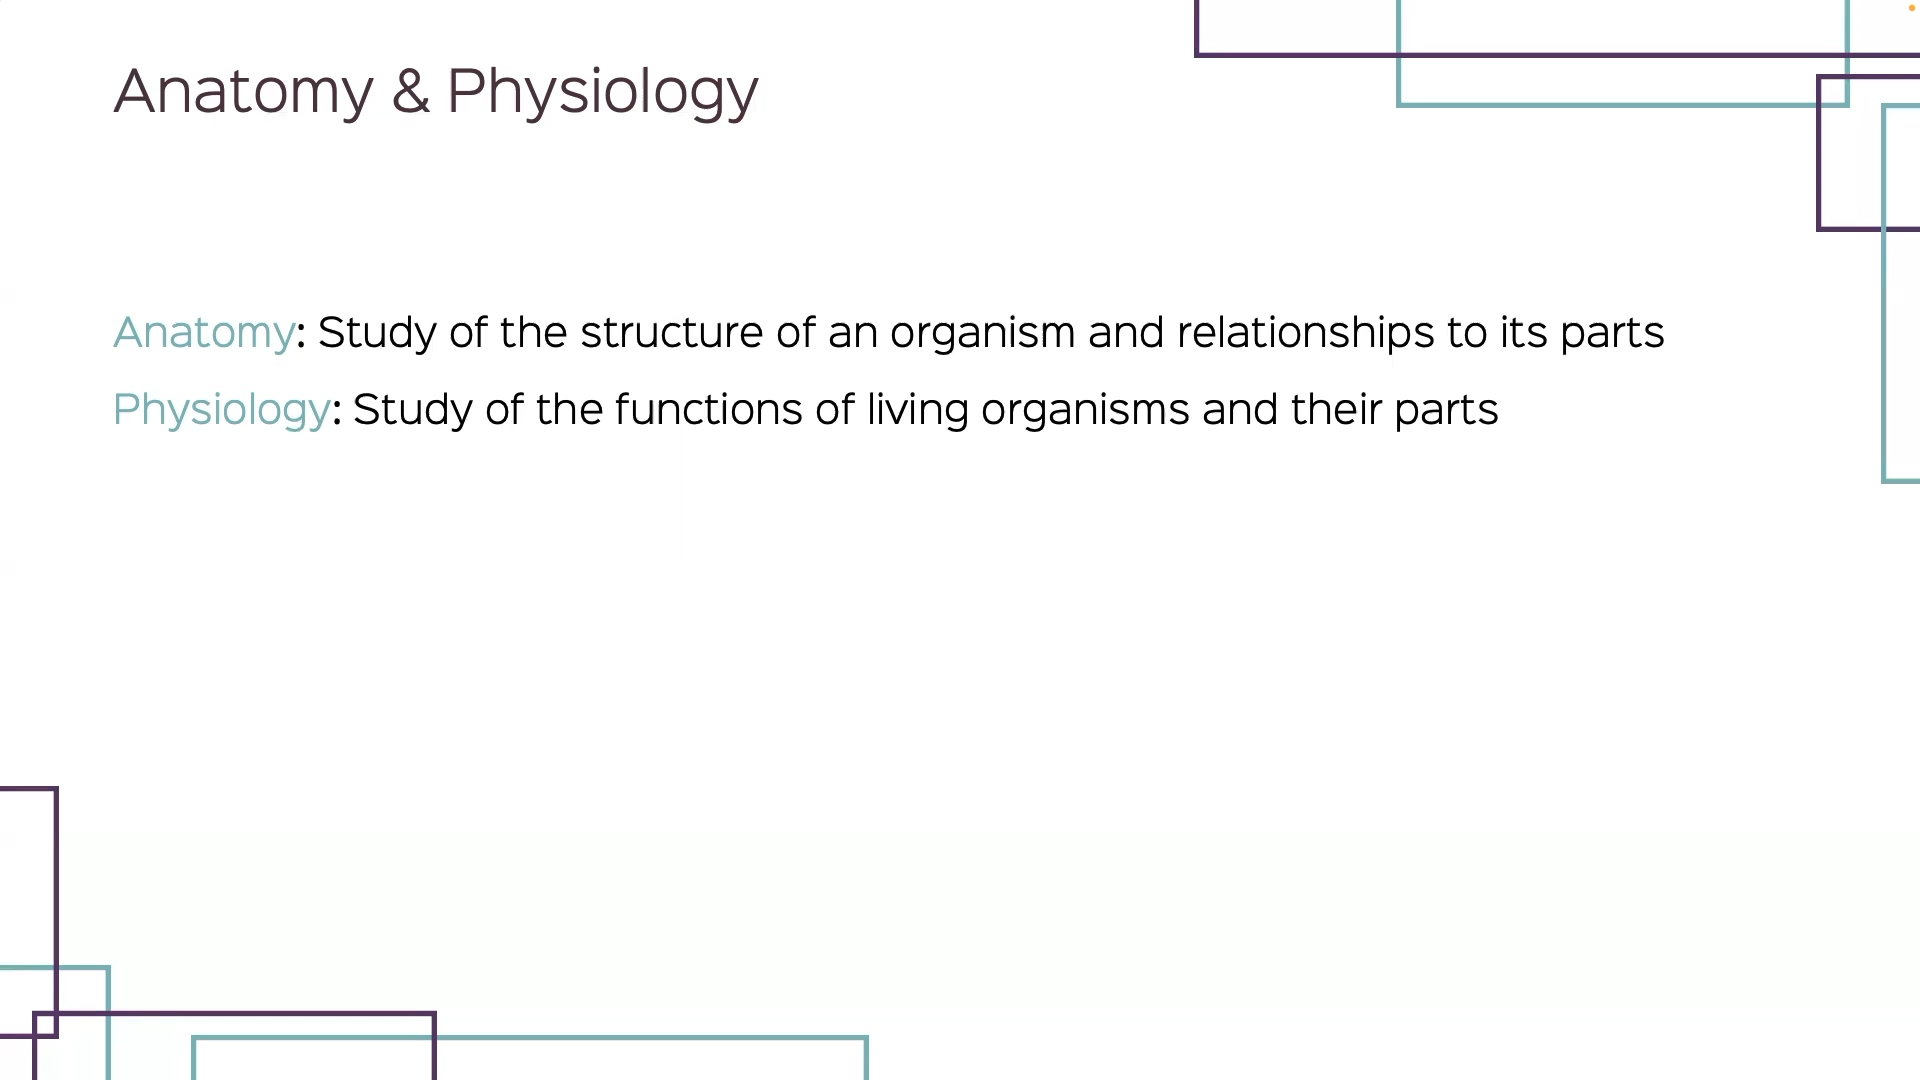 Anatomy & Physiology
Anatomy: Study of the structure of an organism and relationships to its parts
Physiology: Study of the functions of living organisms and their parts